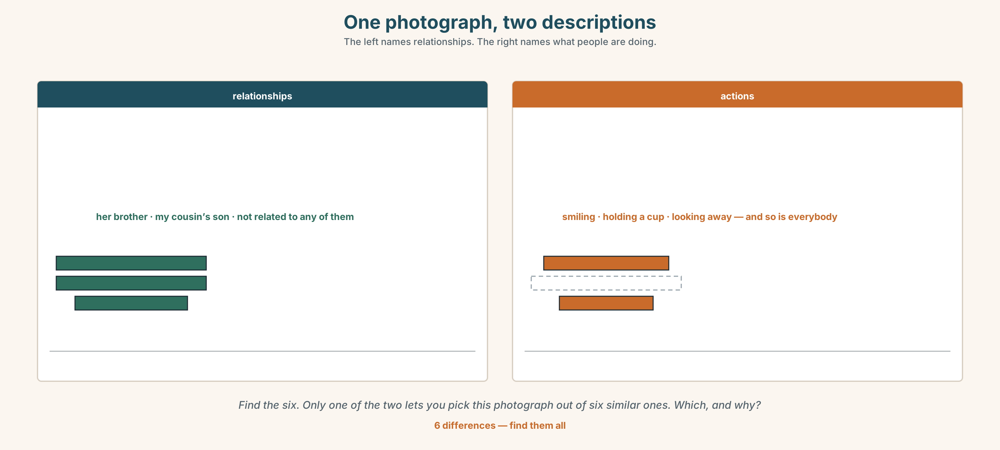 One photograph, two descriptions
The left names relationships. The right names what people are doing.
relationships
her brother · my cousin’s son · not related to any of them
actions
smiling · holding a cup · looking away — and so is everybody
Find the six. Only one of the two lets you pick this photograph out of six similar ones. Which, and why?
6 differences — find them all